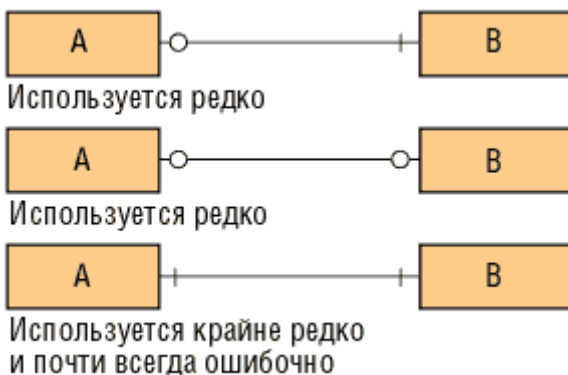 A B
Используется редко
A B
Используется редко
A B
Используется крайне редко
и почти всегда ошибочно